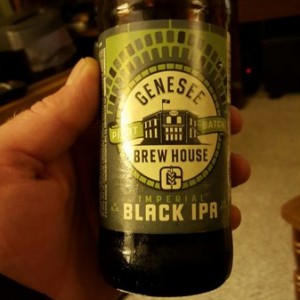 GENESEE
PILOT BATCH
BREW HOUSE
G
IMPERIAL
BLACK IPA